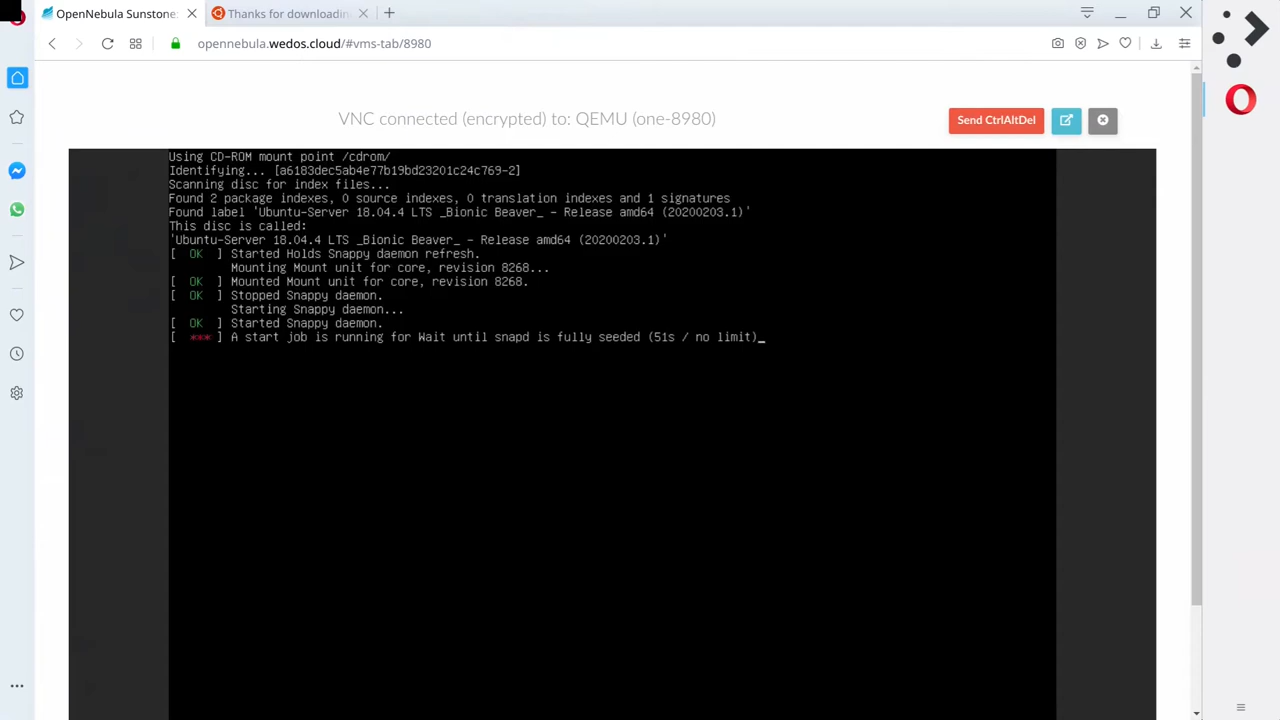 OpenNebula Sunstone:
Thanks for downloadin
opennebula.wedos.cloud/#vms-tab/8980
VNC connected (encrypted) to: QEMU (one-8980)
Send CtrlAltDel
Using CD-ROM mount point /cdrom/
Identifying... [a6183dec5ab4e77b19bd23201c24c769-2]
Scanning disc for index files...
Found 2 package indexes, 0 source indexes, 0 translation indexes and 1 signatures
Found label 'Ubuntu-Server 18.04.4 LTS _Bionic Beaver_ - Release amd64 (20200203.1)'
This disc is called:
'Ubuntu-Server 18.04.4 LTS _Bionic Beaver_ - Release amd64 (20200203.1)'
[  OK  ] Started Holds Snappy daemon refresh.
Mounting Mount unit for core, revision 8268...
[  OK  ] Mounted Mount unit for core, revision 8268.
[  OK  ] Stopped Snappy daemon.
Starting Snappy daemon...
[  OK  ] Started Snappy daemon.
[  *** ] A start job is running for Wait until snapd is fully seeded (51s / no limit)_